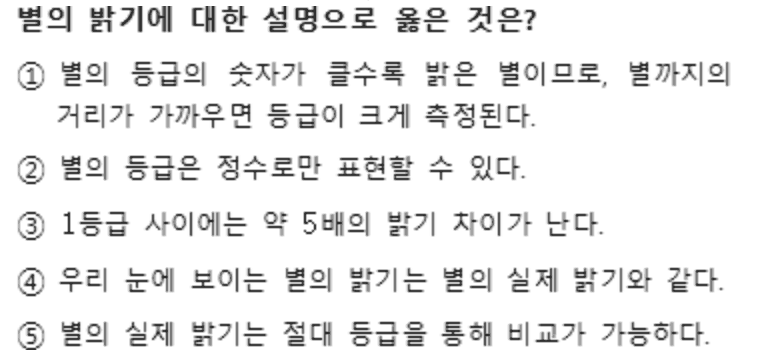 별의 밝기에 대한 설명으로 옳은 것은?
① 별의 등급의 숫자가 클수록 밝은 별이므로, 별까지의
거리가 가까우면 등급이 크게 측정된다.
② 별의 등급은 정수로만 표현할 수 있다.
③ 1등급 사이에는 약 5배의 밝기 차이가 난다.
④ 우리 눈에 보이는 별의 밝기는 별의 실제 밝기와 같다.
⑤ 별의 실제 밝기는 절대 등급을 통해 비교가 가능하다.